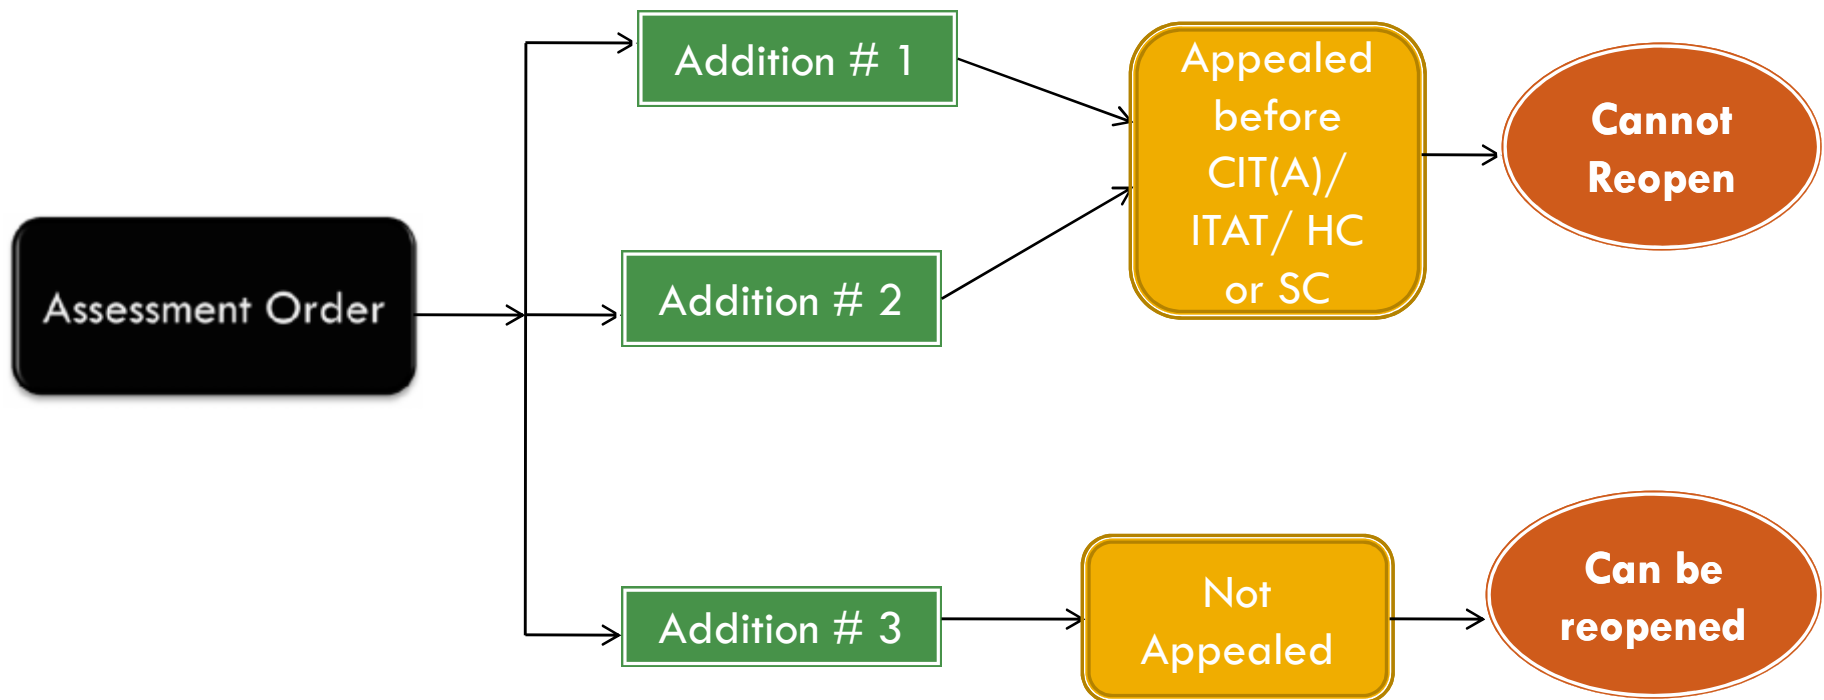 Assessment Order
Addition # 1
Addition # 2
Addition # 3
Appealed
before
CIT(A)/
ITAT/ HC
or SC
Not
Appealed
Cannot
Reopen
Can be
reopened